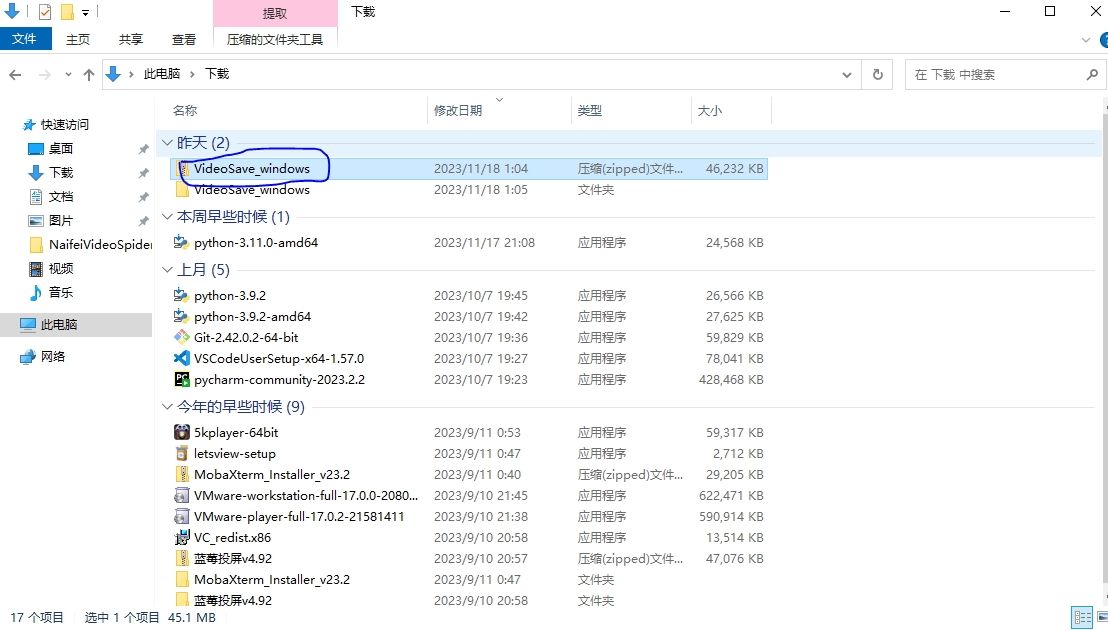 提取 下载
文件 主页 共享 查看 压缩的文件夹工具
此电脑 下载 在 下载 中搜索
名称 修改日期 类型 大小
快速访问
桌面
下载
文档
图片
NaifeiVideoSpider
视频
音乐
此电脑
网络
昨天 (2)
VideoSave_windows 2023/11/18 1:04 压缩(zipped)文件... 46,232 KB
VideoSave_windows 2023/11/18 1:05 文件夹
本周早些时候 (1)
python-3.11.0-amd64 2023/11/17 21:08 应用程序 24,568 KB
上月 (5)
python-3.9.2 2023/10/7 19:45 应用程序 26,566 KB
python-3.9.2-amd64 2023/10/7 19:42 应用程序 27,625 KB
Git-2.42.0.2-64-bit 2023/10/7 19:36 应用程序 59,829 KB
VSCodeUserSetup-x64-1.57.0 2023/10/7 19:27 应用程序 78,041 KB
pycharm-community-2023.2.2 2023/10/7 19:23 应用程序 428,468 KB
今年的早些时候 (9)
5kplayer-64bit 2023/9/11 0:53 应用程序 59,317 KB
letsview-setup 2023/9/11 0:47 应用程序 2,712 KB
MobaXterm_Installer_v23.2 2023/9/11 0:40 压缩(zipped)文件... 29,205 KB
VMware-workstation-full-17.0.0-2080... 2023/9/10 21:45 应用程序 622,471 KB
VMware-player-full-17.0.2-21581411 2023/9/10 21:38 应用程序 590,914 KB
VC_redist.x86 2023/9/10 20:58 应用程序 13,514 KB
蓝莓投屏v4.92 2023/9/10 20:57 压缩(zipped)文件... 47,076 KB
MobaXterm_Installer_v23.2 2023/9/11 0:47 文件夹
蓝莓投屏v4.92 2023/9/10 20:58 文件夹
17 个项目 选中 1 个项目 45.1 MB